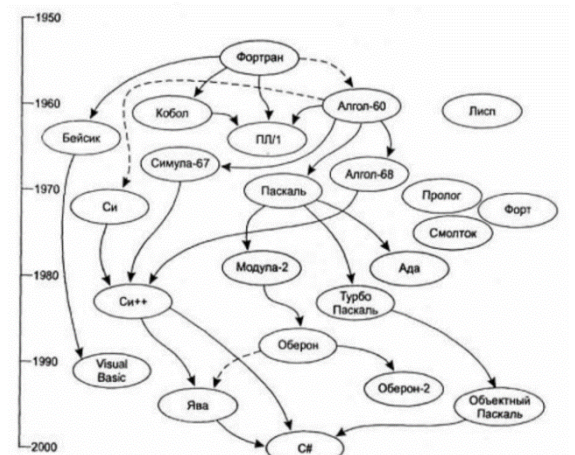 1950
Фортран
1960
Кобол
Алгол-60
Лисп
Бейсик
ПЛ/1
Симула-67
Алгол-68
1970
Паскаль
Пролог
Си
Форт
Смолток
Модула-2
Ада
1980
Си++
Турбо
Паскаль
Оберон
1990
Visual
Basic
Оберон-2
Ява
Объектный
Паскаль
2000
C#